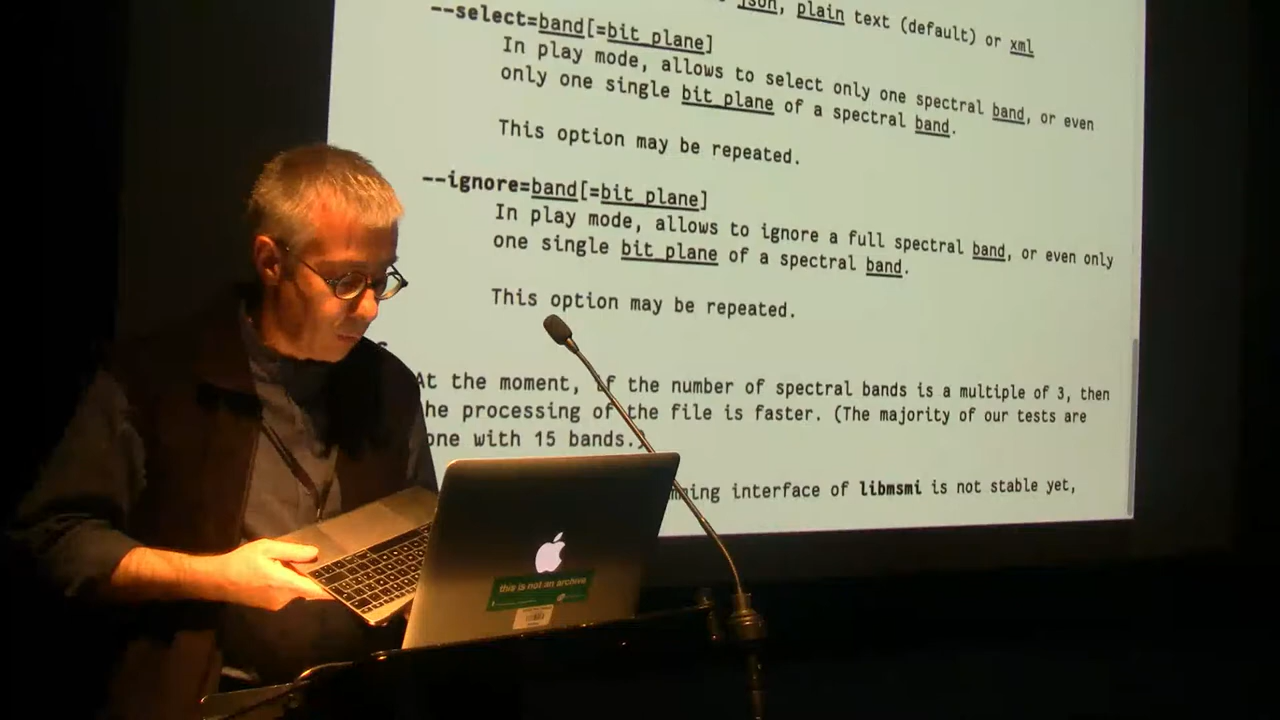 json, plain text (default) or xml
--select=band[=bit plane]
In play mode, allows to select only one spectral band, or even
only one single bit plane of a spectral band.
This option may be repeated.
--ignore=band[=bit plane]
In play mode, allows to ignore a full spectral band, or even only
one single bit plane of a spectral band.
This option may be repeated.
At the moment, if the number of spectral bands is a multiple of 3, then
he processing of the file is faster. (The majority of our tests are
one with 15 bands.)
interface of libmsmi is not stable yet,
this is not an archive